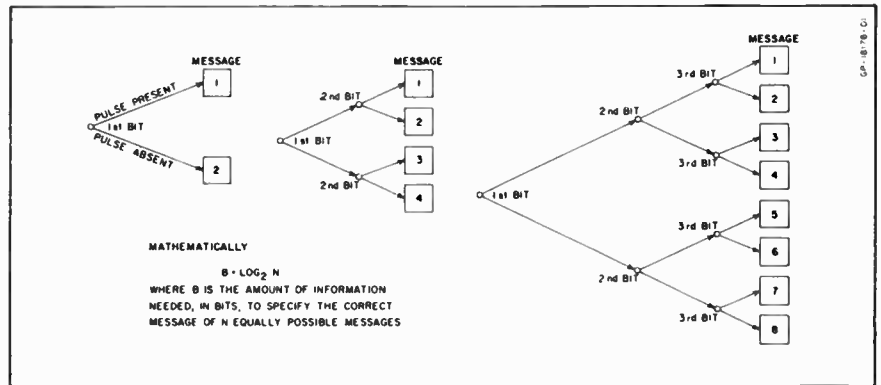 MESSAGE
1
PULSE PRESENT
1st BIT
PULSE ABSENT
2
MATHEMATICALLY
B = LOG2 N
WHERE B IS THE AMOUNT OF INFORMATION
NEEDED, IN BITS, TO SPECIFY THE CORRECT
MESSAGE OF N EQUALLY POSSIBLE MESSAGES
MESSAGE
1
2nd BIT
2
1st BIT
3
2nd BIT
4
MESSAGE
1
3rd BIT
2
2nd BIT
3
3rd BIT
4
1st BIT
5
3rd BIT
6
2nd BIT
7
3rd BIT
8
GP-18178-01